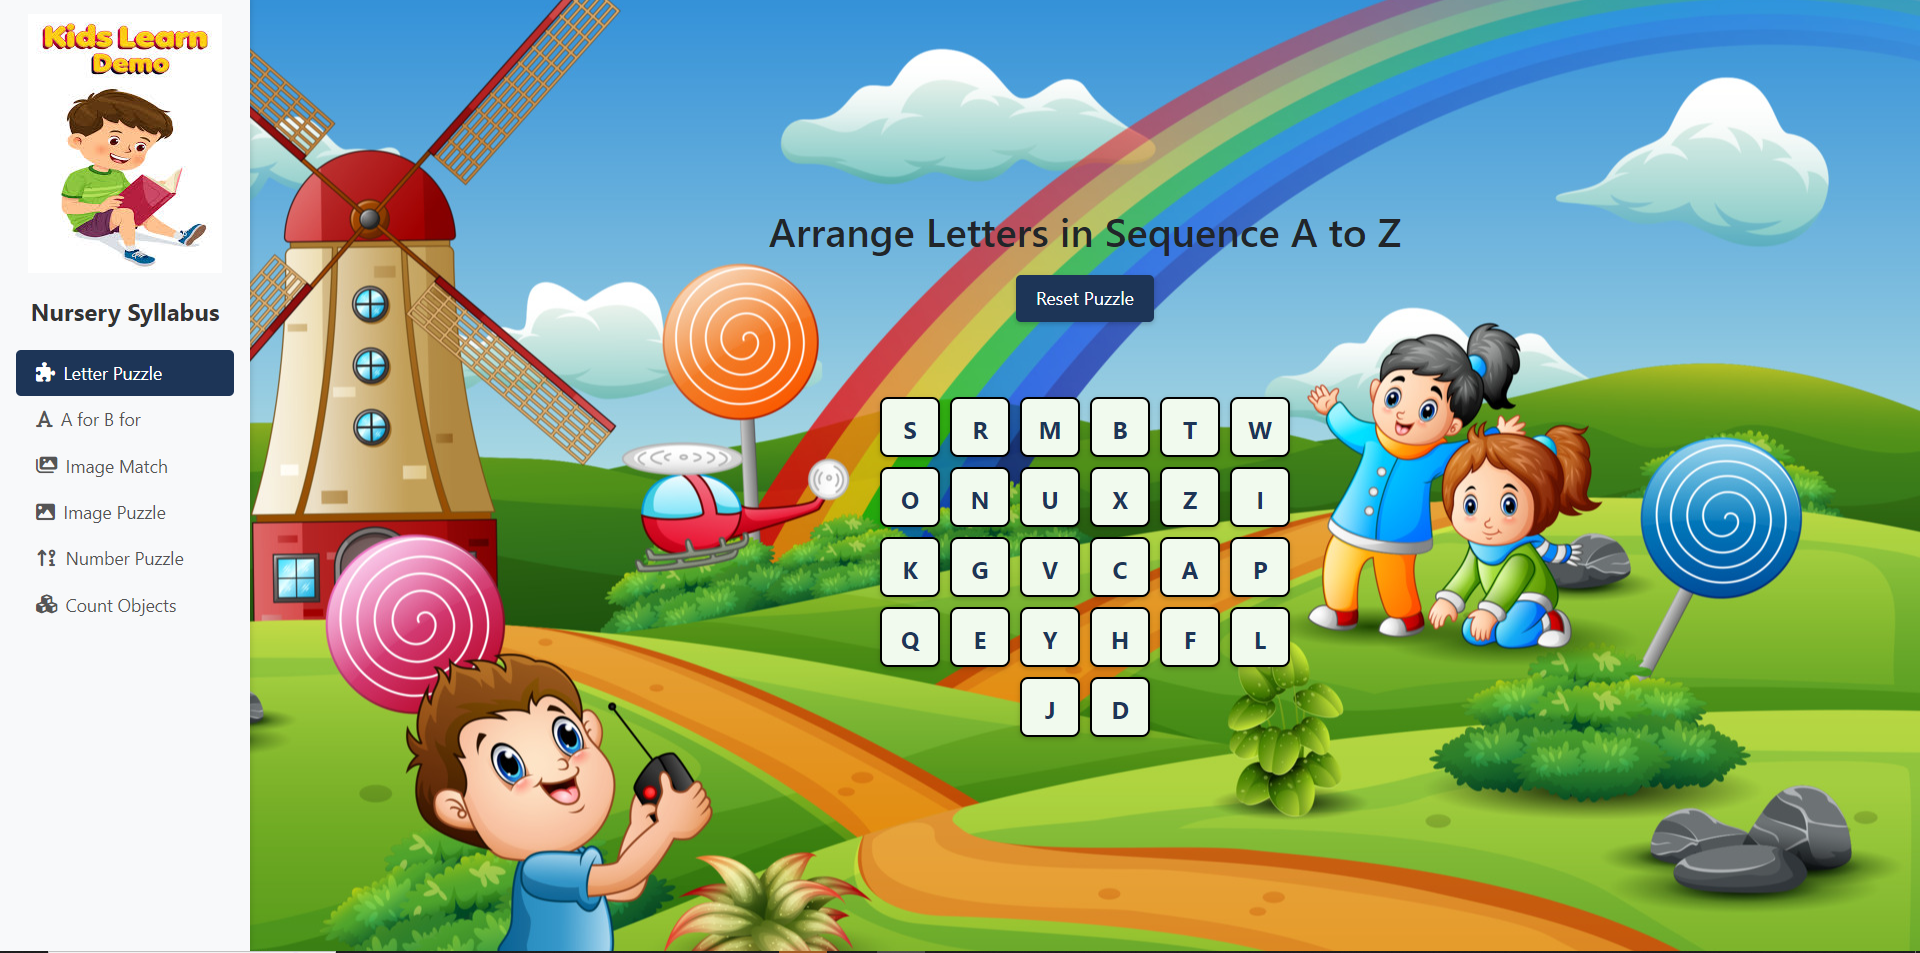 Kids Learn
Demo
Nursery Syllabus
Letter Puzzle
A for B for
Image Match
Image Puzzle
Number Puzzle
Count Objects
Arrange Letters in Sequence A to Z
Reset Puzzle
S R M B T W
O N U X Z I
K G V C A P
Q E Y H F L
J D